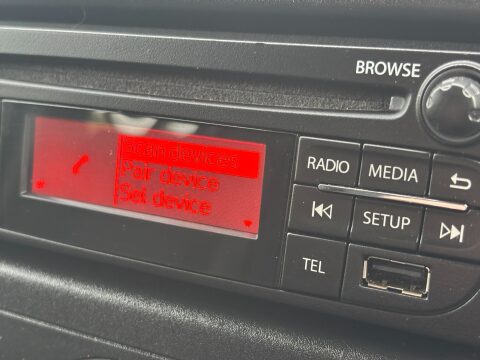 BROWSE
Scan devices
Pair device
Set device
RADIO
MEDIA
SETUP
TEL